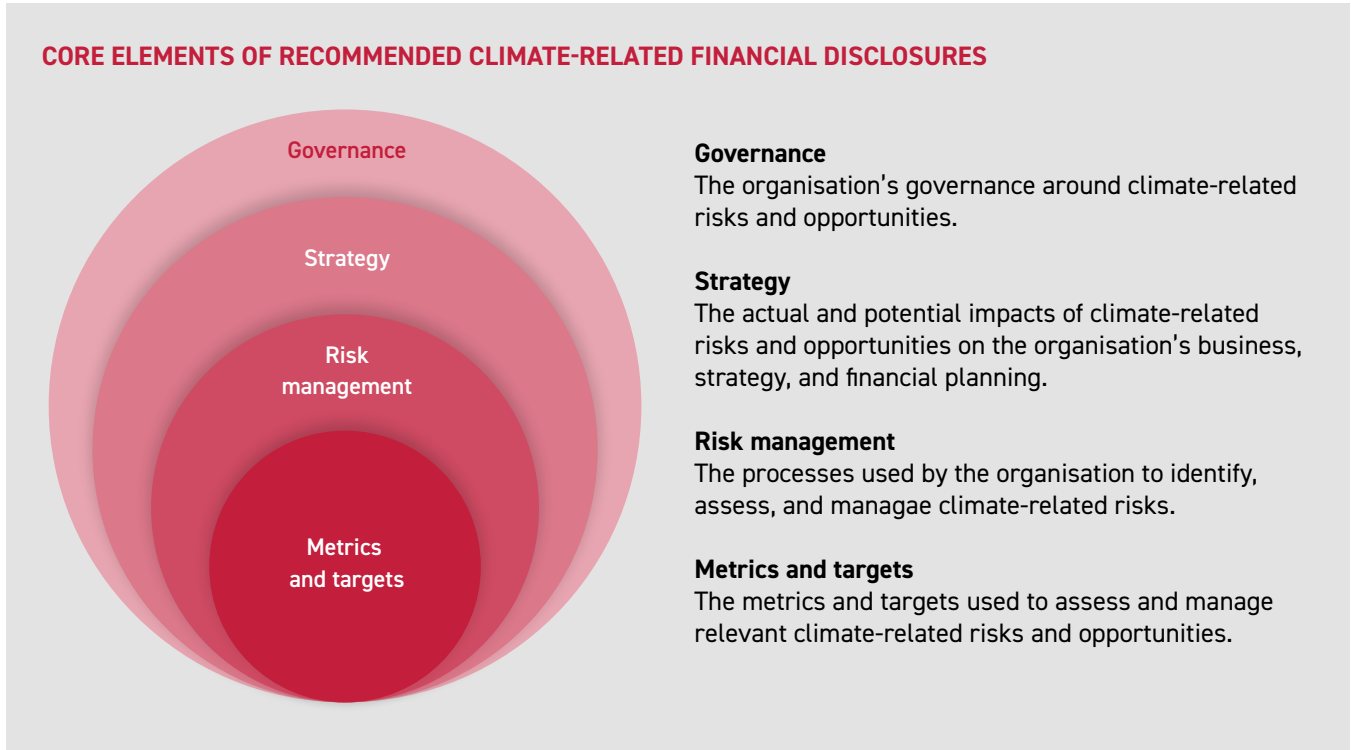 CORE ELEMENTS OF RECOMMENDED CLIMATE-RELATED FINANCIAL DISCLOSURES
Governance
Strategy
Risk
management
Metrics
and targets
Governance
The organisation’s governance around climate-related
risks and opportunities.
Strategy
The actual and potential impacts of climate-related
risks and opportunities on the organisation’s business,
strategy, and financial planning.
Risk management
The processes used by the organisation to identify,
assess, and managae climate-related risks.
Metrics and targets
The metrics and targets used to assess and manage
relevant climate-related risks and opportunities.